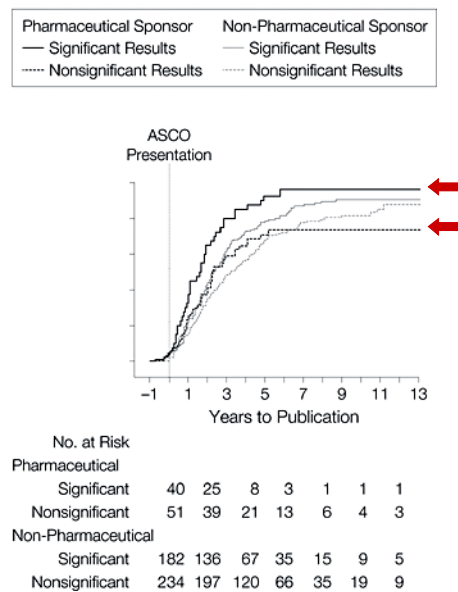 Pharmaceutical Sponsor Non-Pharmaceutical Sponsor
Significant Results Significant Results
Nonsignificant Results Nonsignificant Results
ASCO
Presentation
−1 1 3 5 7 9 11 13
Years to Publication
No. at Risk
Pharmaceutical
Significant 40 25 8 3 1 1 1
Nonsignificant 51 39 21 13 6 4 3
Non-Pharmaceutical
Significant 182 136 67 35 15 9 5
Nonsignificant 234 197 120 66 35 19 9